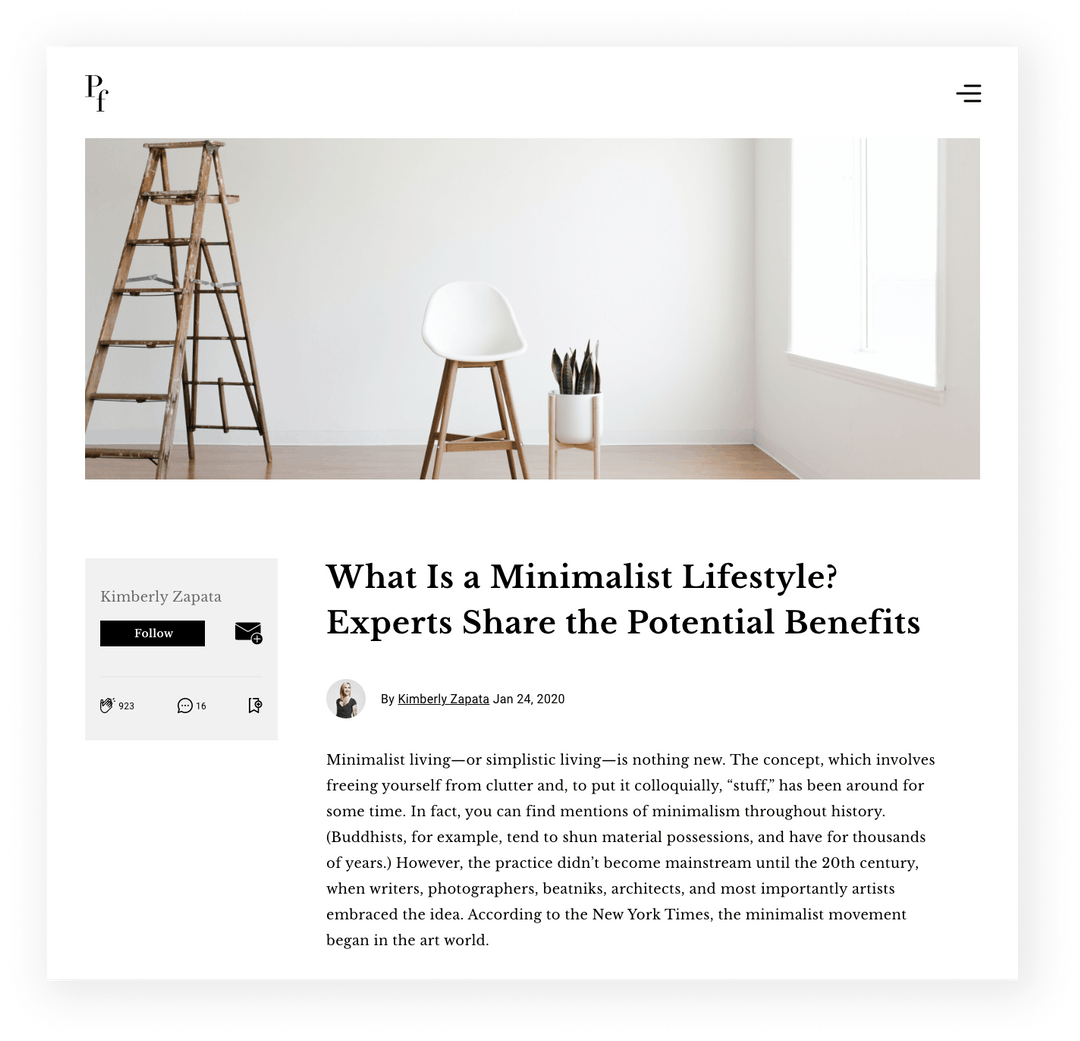 Pf
Kimberly Zapata
Follow
923
16
What Is a Minimalist Lifestyle?
Experts Share the Potential Benefits
By Kimberly Zapata Jan 24, 2020
Minimalist living—or simplistic living—is nothing new. The concept, which involves
freeing yourself from clutter and, to put it colloquially, “stuff,” has been around for
some time. In fact, you can find mentions of minimalism throughout history.
(Buddhists, for example, tend to shun material possessions, and have for thousands
of years.) However, the practice didn’t become mainstream until the 20th century,
when writers, photographers, beatniks, architects, and most importantly artists
embraced the idea. According to the New York Times, the minimalist movement
began in the art world.